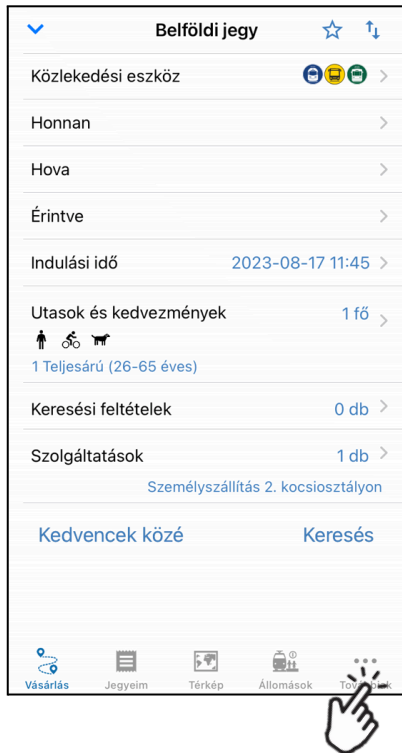 Belföldi jegy
Közlekedési eszköz
Honnan
Hova
Érintve
Indulási idő 2023-08-17 11:45
Utasok és kedvezmények 1 fő
1 Teljesárú (26-65 éves)
Keresési feltételek 0 db
Szolgáltatások 1 db
Személyszállítás 2. kocsiosztályon
Kedvencek közé Keresés
Vásárlás Jegyeim Térkép Állomások Továbbiak